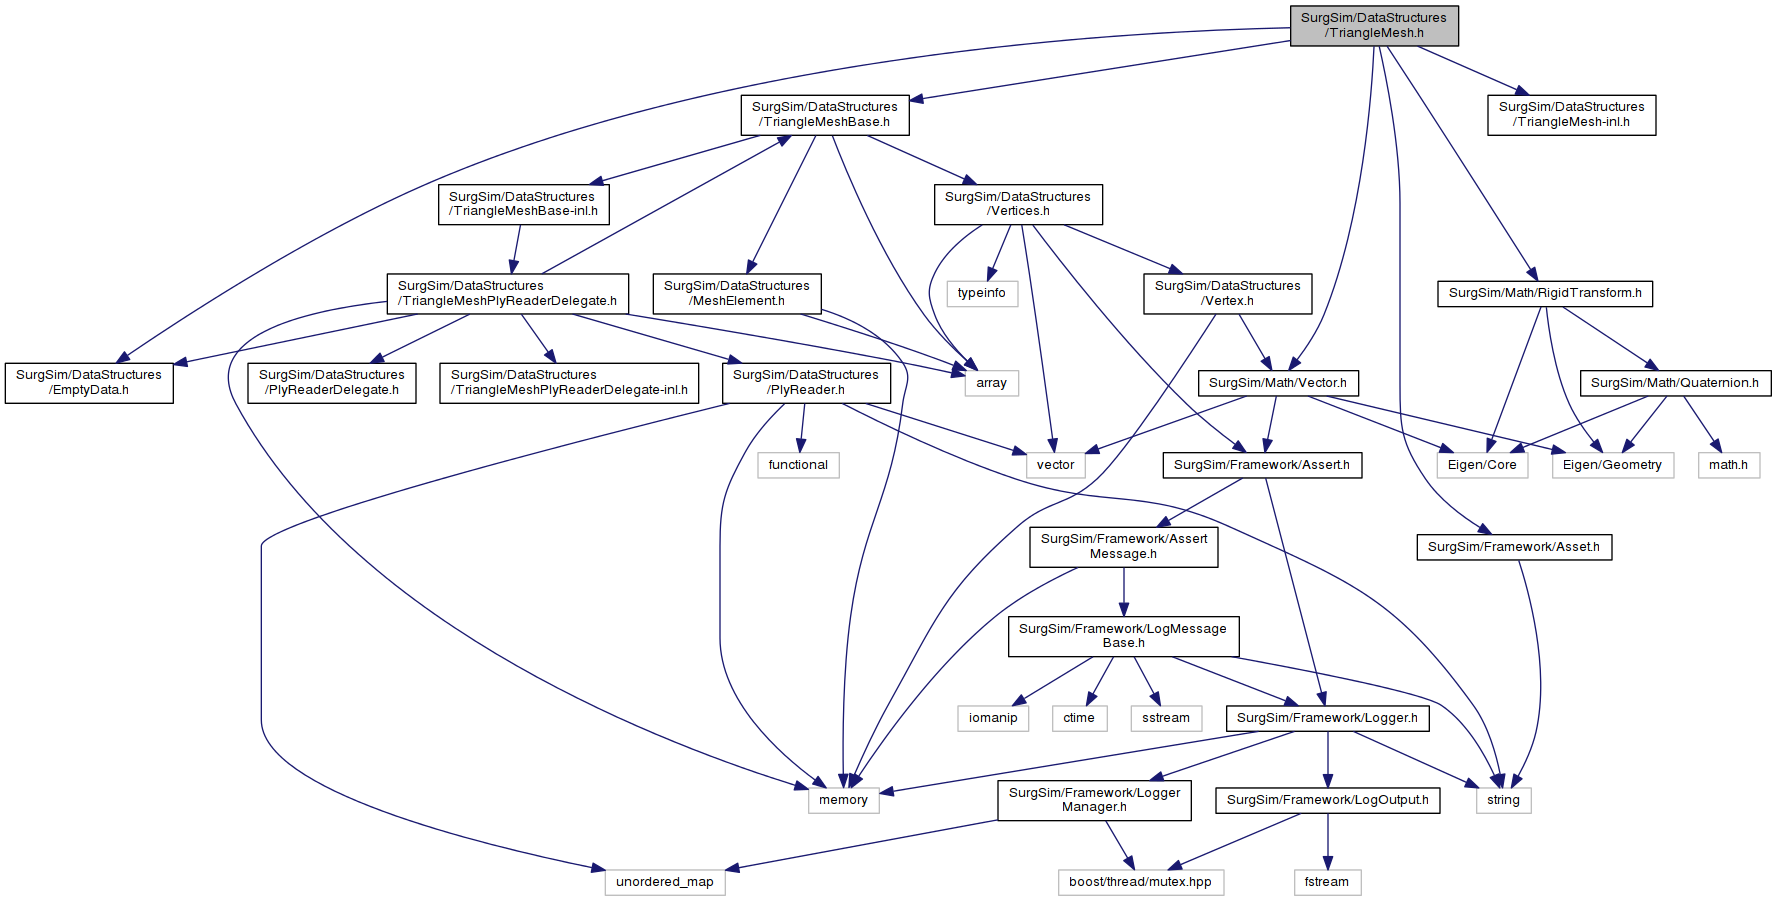 SurgSim/DataStructures
/TriangleMesh.h
SurgSim/DataStructures
/TriangleMeshBase.h
SurgSim/DataStructures
/TriangleMesh-inl.h
SurgSim/DataStructures
/TriangleMeshBase-inl.h
SurgSim/DataStructures
/Vertices.h
SurgSim/DataStructures
/TriangleMeshPlyReaderDelegate.h
SurgSim/DataStructures
/MeshElement.h
typeinfo
SurgSim/DataStructures
/Vertex.h
SurgSim/Math/RigidTransform.h
SurgSim/DataStructures
/EmptyData.h
SurgSim/DataStructures
/PlyReaderDelegate.h
SurgSim/DataStructures
/TriangleMeshPlyReaderDelegate-inl.h
SurgSim/DataStructures
/PlyReader.h
array
SurgSim/Math/Vector.h
SurgSim/Math/Quaternion.h
functional
vector
SurgSim/Framework/Assert.h
Eigen/Core
Eigen/Geometry
math.h
SurgSim/Framework/Assert
Message.h
SurgSim/Framework/Asset.h
SurgSim/Framework/LogMessage
Base.h
iomanip
ctime
sstream
SurgSim/Framework/Logger.h
memory
SurgSim/Framework/Logger
Manager.h
SurgSim/Framework/LogOutput.h
string
unordered_map
boost/thread/mutex.hpp
fstream